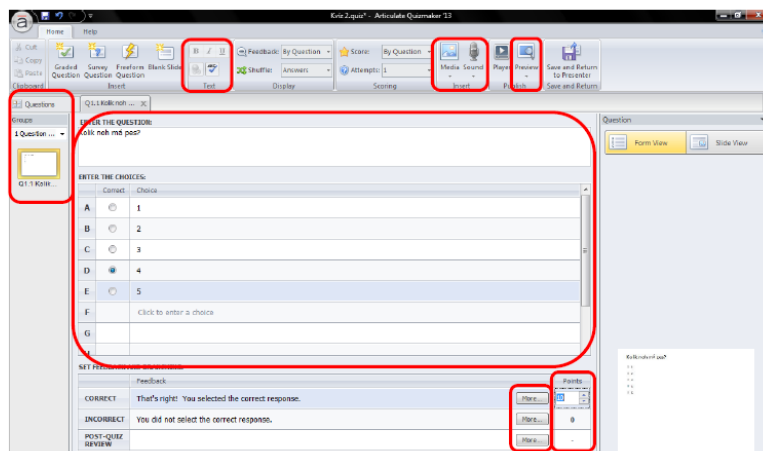 Kviz 2.quiz* - Articulate Quizmaker '13
Home Help
Cut
Copy
Paste
Clipboard
Graded Question
Survey Question
Freeform Question
Blank Slide
Insert
B I U
Text
Feedback: By Question
Shuffle: Answers
Display
Score: By Question
Attempts: 1
Scoring
Media Sound
Insert
Player Preview
Publish
Save and Return to Presenter
Save and Return
Questions
Groups
1 Question ...
Q1.1 Kolik...
Q1.1 Kolik noh ...
ENTER THE QUESTION:
Kolik noh má pes?
ENTER THE CHOICES:
Correct Choice
A 1
B 2
C 3
D 4
E 5
F Click to enter a choice
G
Feedback Points
CORRECT That's right! You selected the correct response. More... 10
INCORRECT You did not select the correct response. More... 0
POST-QUIZ REVIEW More... -
Question
Form View Slide View
Kolik noh má pes?